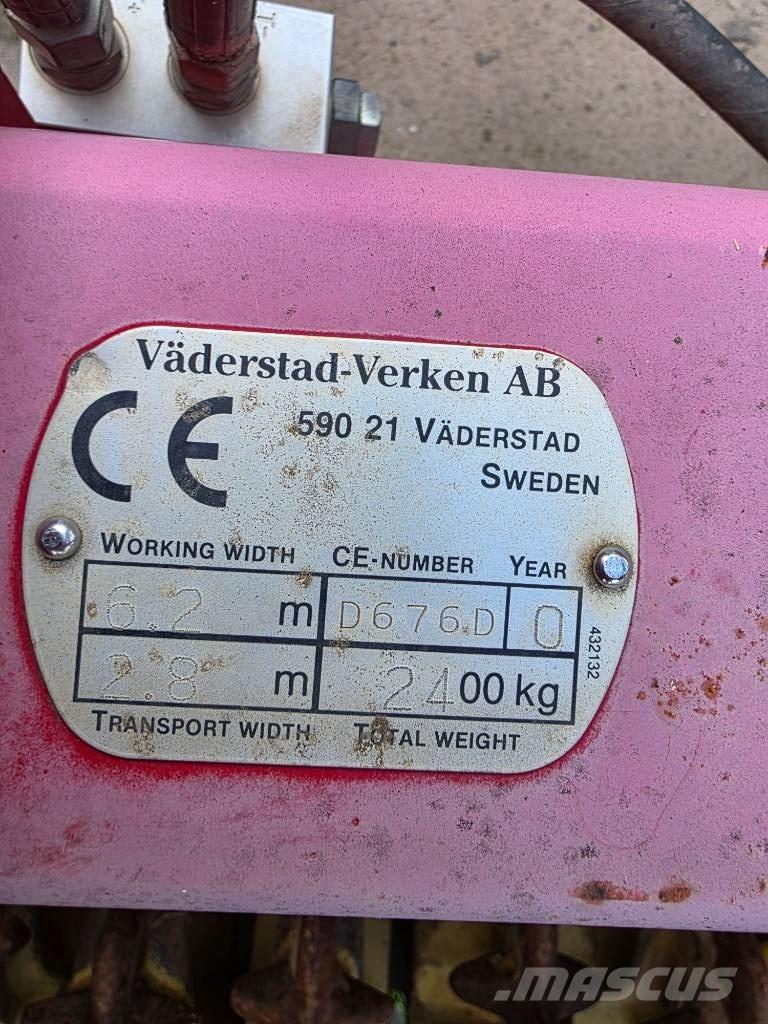 Väderstad-Verken AB
CE
590 21 VÄDERSTAD
SWEDEN
WORKING WIDTH CE-NUMBER YEAR
6.2 m D676D 0
2.8 m 2400 kg
TRANSPORT WIDTH TOTAL WEIGHT
432132
MASCUS